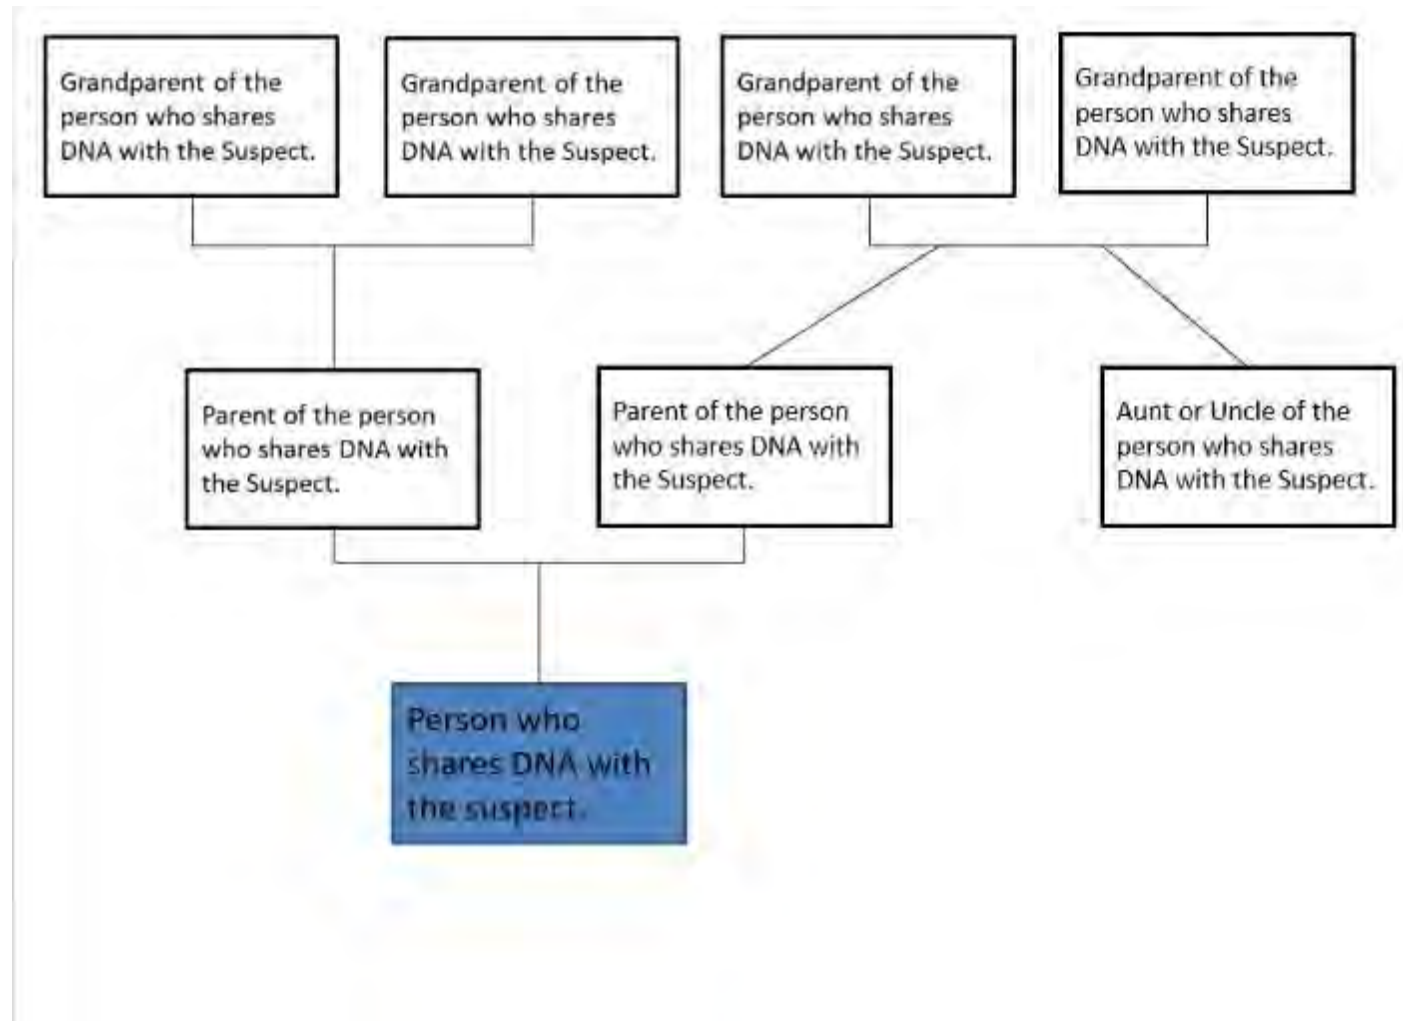 Grandparent of the
person who shares
DNA with the Suspect.
Grandparent of the
person who shares
DNA with the Suspect.
Grandparent of the
person who shares
DNA with the Suspect.
Grandparent of the
person who shares
DNA with the Suspect.
Parent of the person
who shares DNA with
the Suspect.
Parent of the person
who shares DNA with
the Suspect.
Aunt or Uncle of the
person who shares
DNA with the Suspect.
Person who
shares DNA with
the suspect.